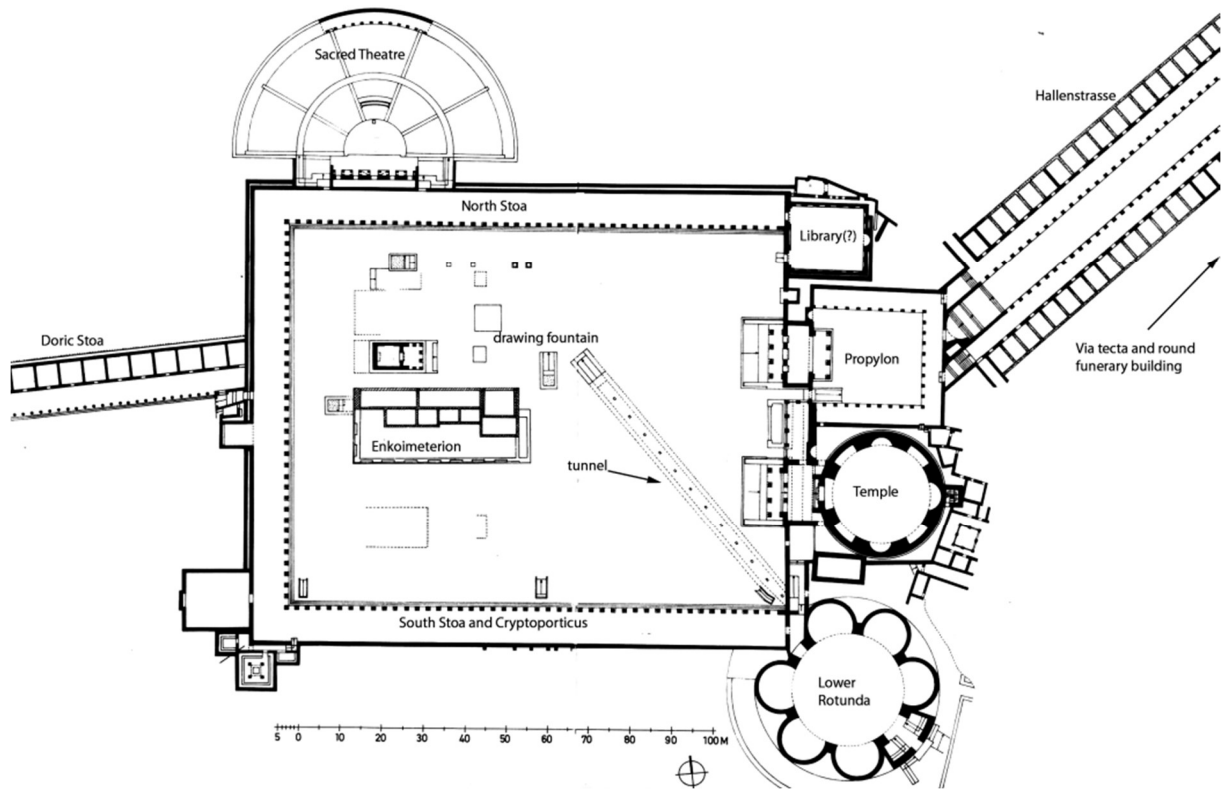 Sacred Theatre
Hallenstrasse
North Stoa
Library(?)
Doric Stoa
drawing fountain
Propylon
Via tecta and round
funerary building
Enkoimeterion
tunnel
Temple
South Stoa and Cryptoporticus
Lower
Rotunda
5 0 10 20 30 40 50 60 70 80 90 100 M